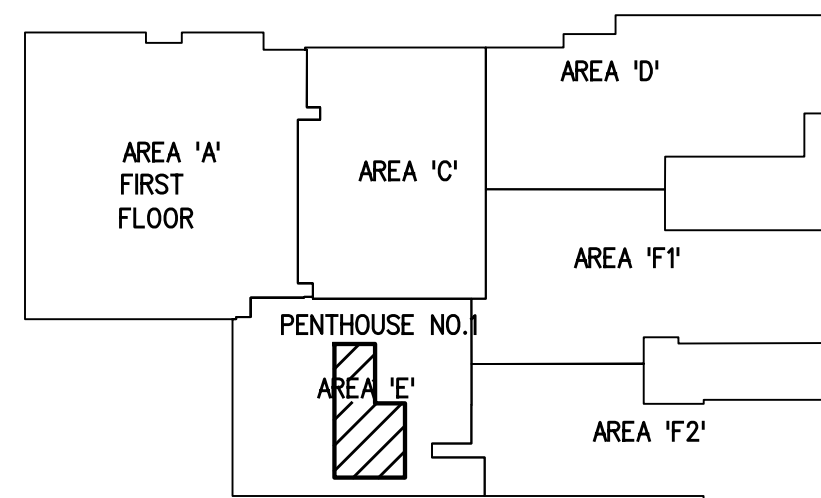 AREA 'D'
AREA 'A'
FIRST
FLOOR
AREA 'C'
AREA 'F1'
PENTHOUSE NO.1
AREA 'E'
AREA 'F2'